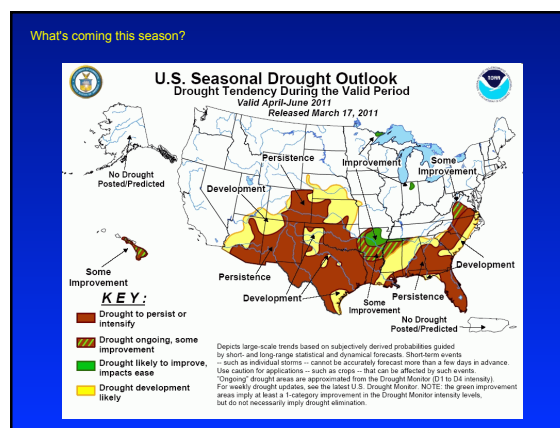 What's coming this season?
U.S. Seasonal Drought Outlook
Drought Tendency During the Valid Period
Valid April-June 2011
Released March 17, 2011
NOAA
No Drought
Posted/Predicted
Persistence
Improvement
Some
Improvement
Development
Some
Improvement
Persistence
Development
Some
Improvement
Persistence
Development
No Drought
Posted/Predicted
KEY:
Drought to persist or
intensify
Drought ongoing, some
improvement
Drought likely to improve,
impacts ease
Drought development
likely
Depicts large-scale trends based on subjectively derived probabilities guided
by short- and long-range statistical and dynamical forecasts. Short-term events
-- such as individual storms -- cannot be accurately forecast more than a few days in advance.
Use caution for applications -- such as crops -- that can be affected by such events.
"Ongoing" drought areas are approximated from the Drought Monitor (D1 to D4 intensity).
For weekly drought updates, see the latest U.S. Drought Monitor. NOTE: the green improvement
areas imply at least a 1-category improvement in the Drought Monitor intensity levels,
but do not necessarily imply drought elimination.